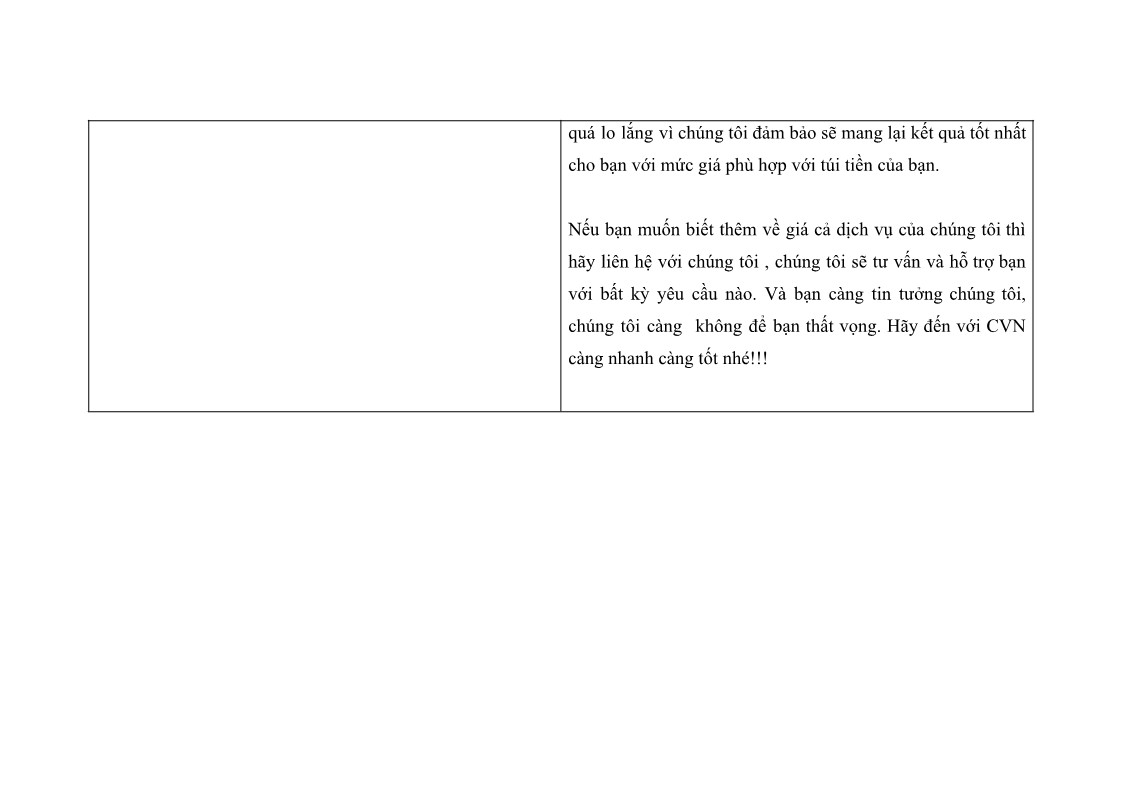 quá lo lắng vì chúng tôi đảm bảo sẽ mang lại kết quả tốt nhất
cho bạn với mức giá phù hợp với túi tiền của bạn.
Nếu bạn muốn biết thêm về giá cả dịch vụ của chúng tôi thì
hãy liên hệ với chúng tôi , chúng tôi sẽ tư vấn và hỗ trợ bạn
với bất kỳ yêu cầu nào. Và bạn càng tin tưởng chúng tôi,
chúng tôi càng  không để bạn thất vọng. Hãy đến với CVN
càng nhanh càng tốt nhé!!!